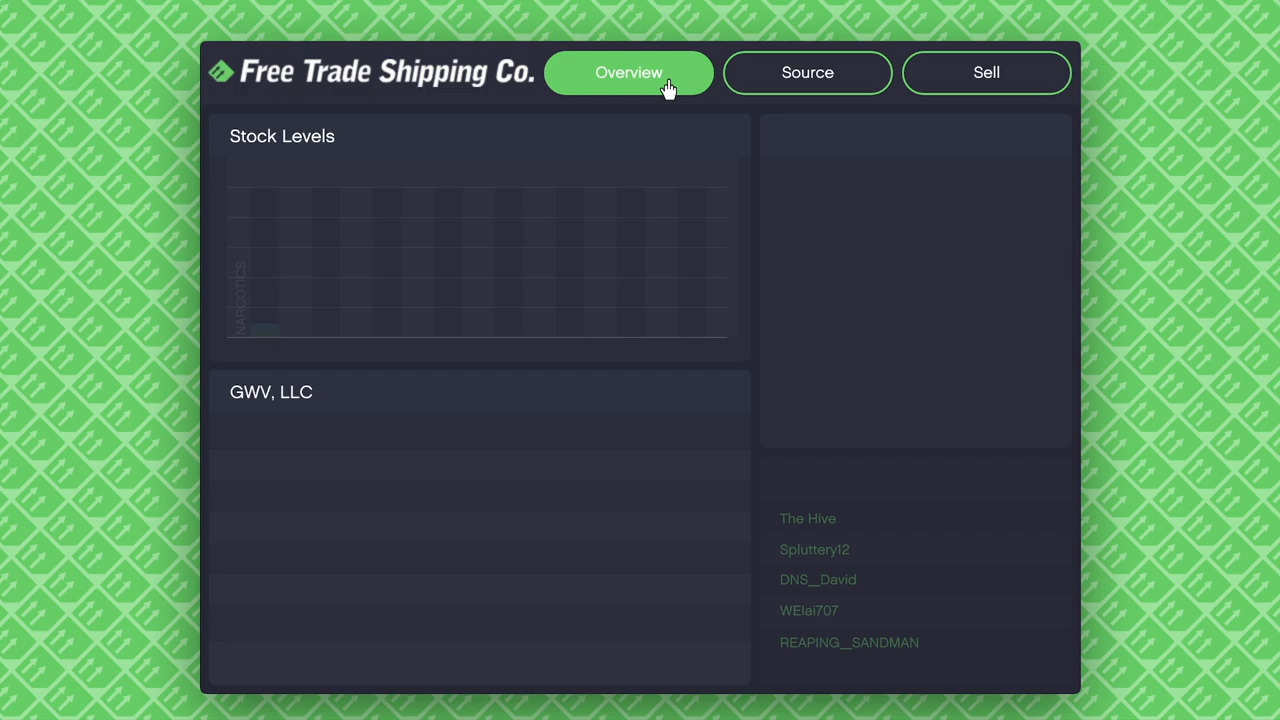 Free Trade Shipping Co.
Overview
Source
Sell
Stock Levels
NARCOTICS
GWV, LLC
The Hive
Spluttery12
DNS__David
WElai707
REAPING__SANDMAN